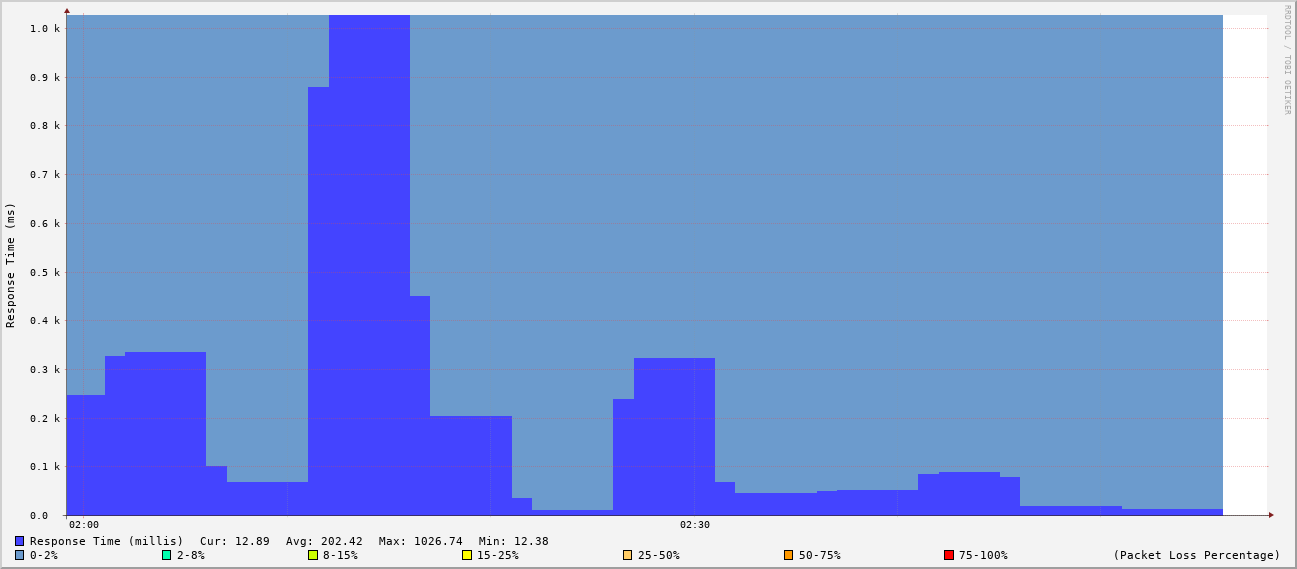 RRDTOOL / TOBI OETIKER
Response Time (ms)
1.0 k
0.9 k
0.8 k
0.7 k
0.6 k
0.5 k
0.4 k
0.3 k
0.2 k
0.1 k
0.0
02:00 02:30
Response Time (millis) Cur: 12.89 Avg: 202.42 Max: 1026.74 Min: 12.38
0-2% 2-8% 8-15% 15-25% 25-50% 50-75% 75-100% (Packet Loss Percentage)